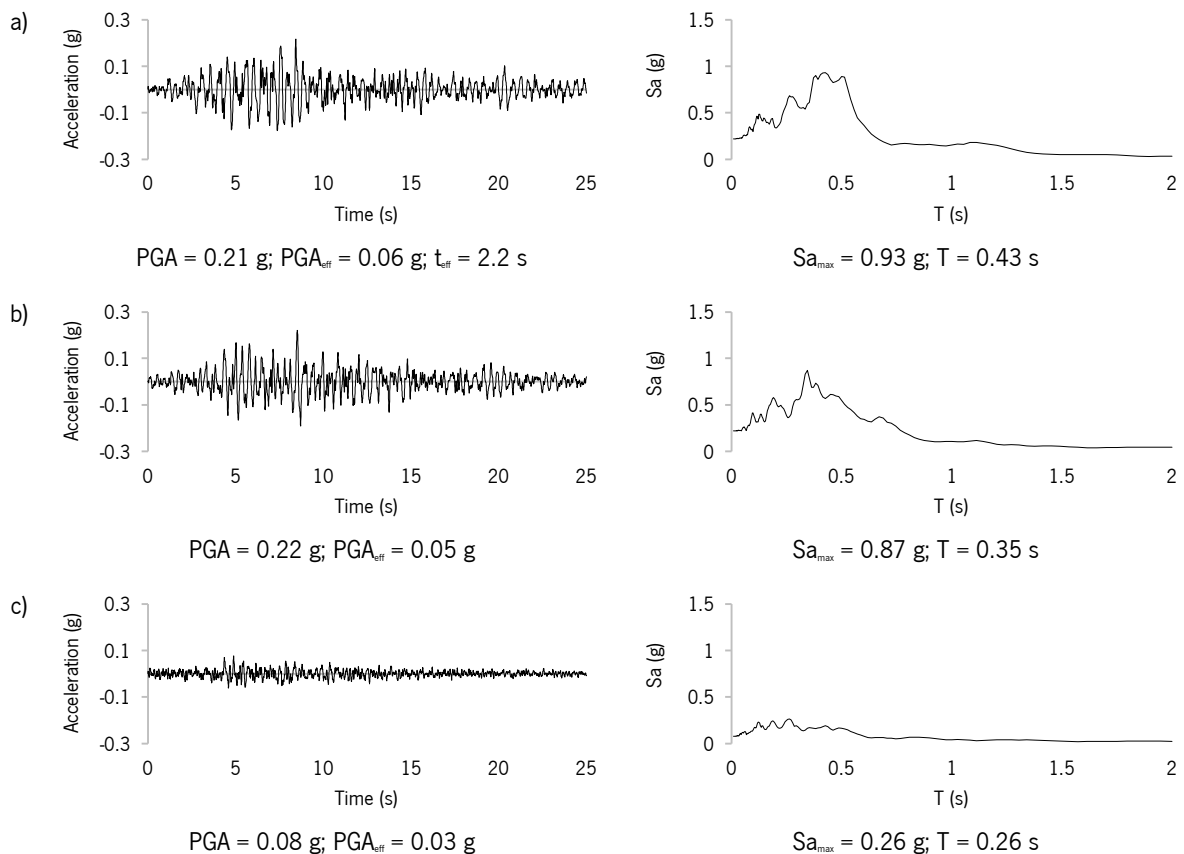 a)
0.3
0.1
-0.1
-0.3
Acceleration (g)
0 5 10 15 20 25
Time (s)
PGA = 0.21 g; PGAeff = 0.06 g; teff = 2.2 s
1.5
1
0.5
0
Sa (g)
0 0.5 1 1.5 2
T (s)
Samax = 0.93 g; T = 0.43 s
b)
0.3
0.1
-0.1
-0.3
Acceleration (g)
0 5 10 15 20 25
Time (s)
PGA = 0.22 g; PGAeff = 0.05 g
1.5
1
0.5
0
Sa (g)
0 0.5 1 1.5 2
T (s)
Samax = 0.87 g; T = 0.35 s
c)
0.3
0.1
-0.1
-0.3
Acceleration (g)
0 5 10 15 20 25
Time (s)
PGA = 0.08 g; PGAeff = 0.03 g
1.5
1
0.5
0
Sa (g)
0 0.5 1 1.5 2
T (s)
Samax = 0.26 g; T = 0.26 s